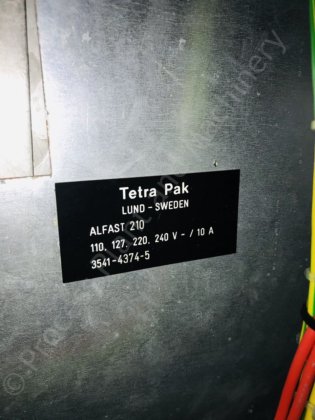 Tetra Pak
LUND - SWEDEN
ALFAST 210
110. 127. 220. 240 V - / 10 A
3541-4374-5